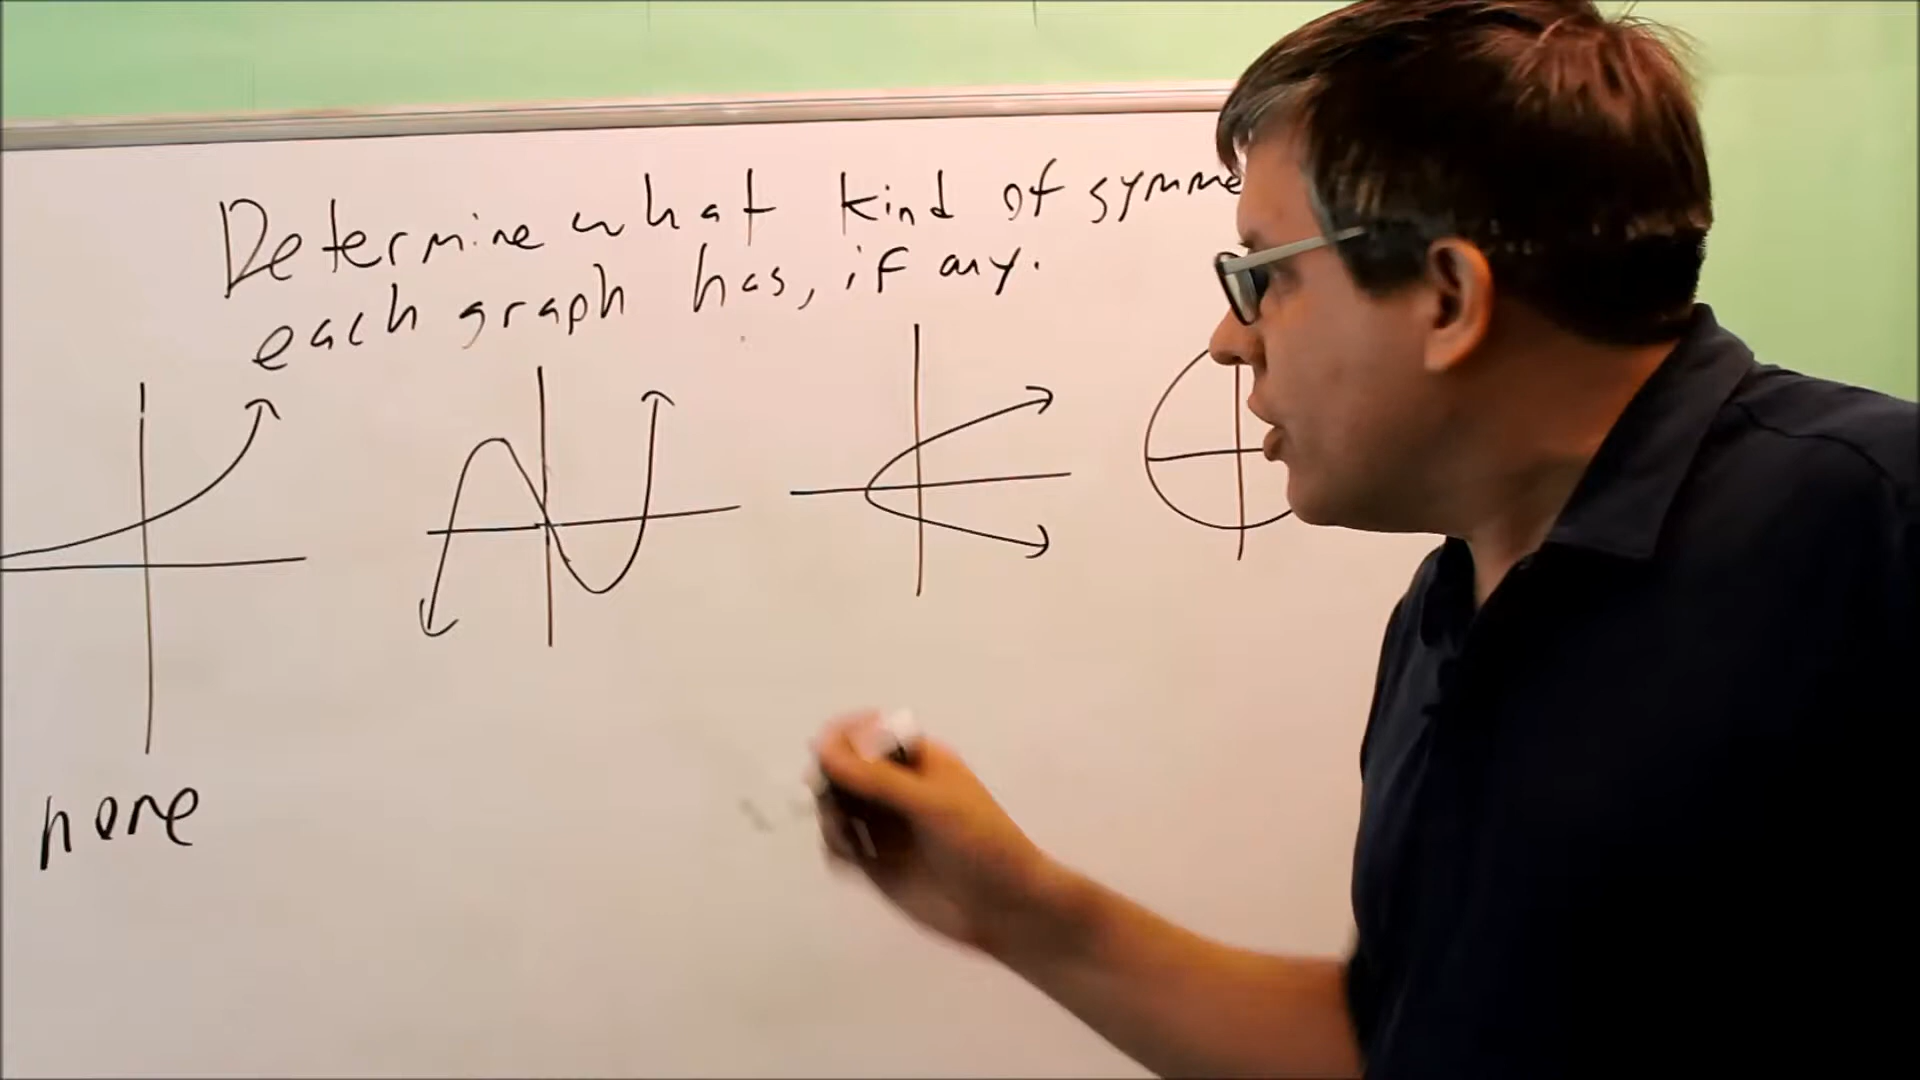 Determine what kind of symme
each graph has, if any.
none